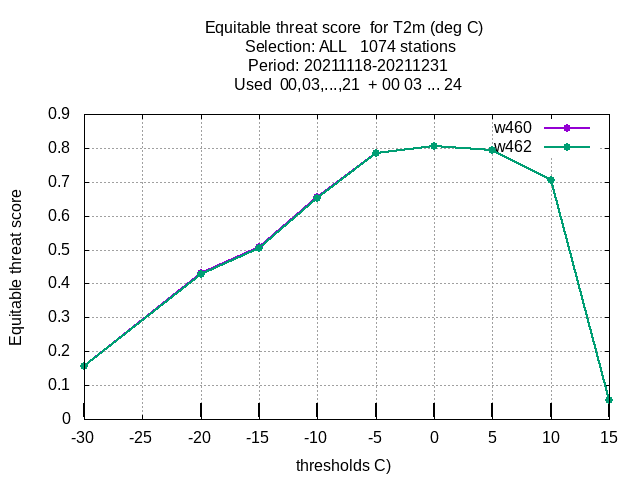 Equitable threat score  for T2m (deg C)
Selection: ALL   1074 stations
Period: 20211118-20211231
Used  00,03,...,21  + 00 03 ... 24
w460
w462
Equitable threat score
0.9
0.8
0.7
0.6
0.5
0.4
0.3
0.2
0.1
0
-30 -25 -20 -15 -10 -5 0 5 10 15
thresholds C)